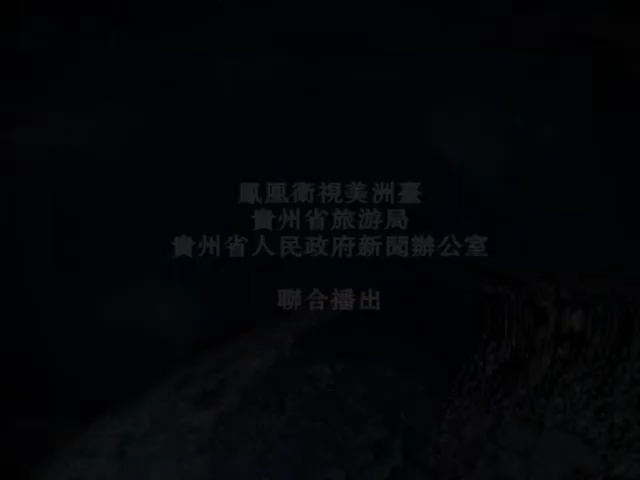 鳳凰衛視美洲臺
貴州省旅游局
貴州省人民政府新聞辦公室
聯合播出